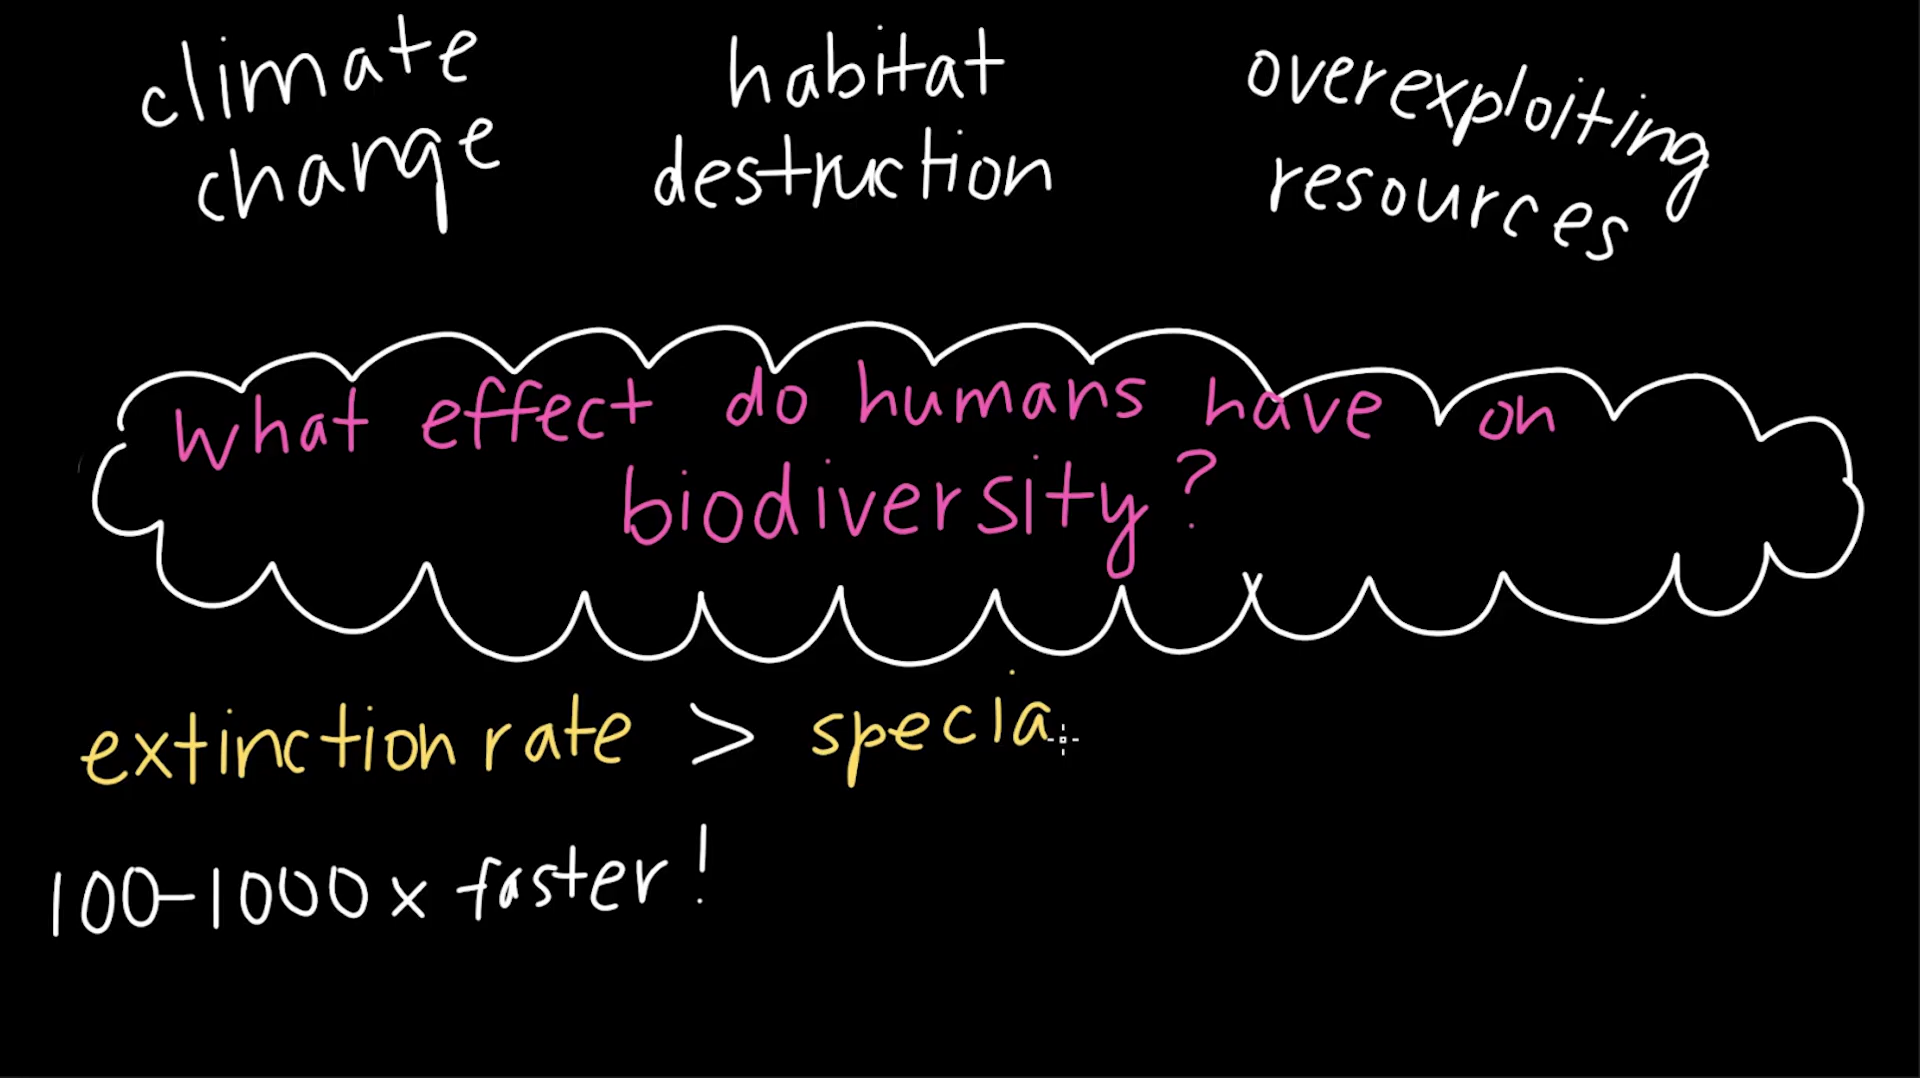 climate
change
habitat
destruction
overexploiting
resources
What effect do humans have on
biodiversity?
extinction rate > specia
100-1000x faster!